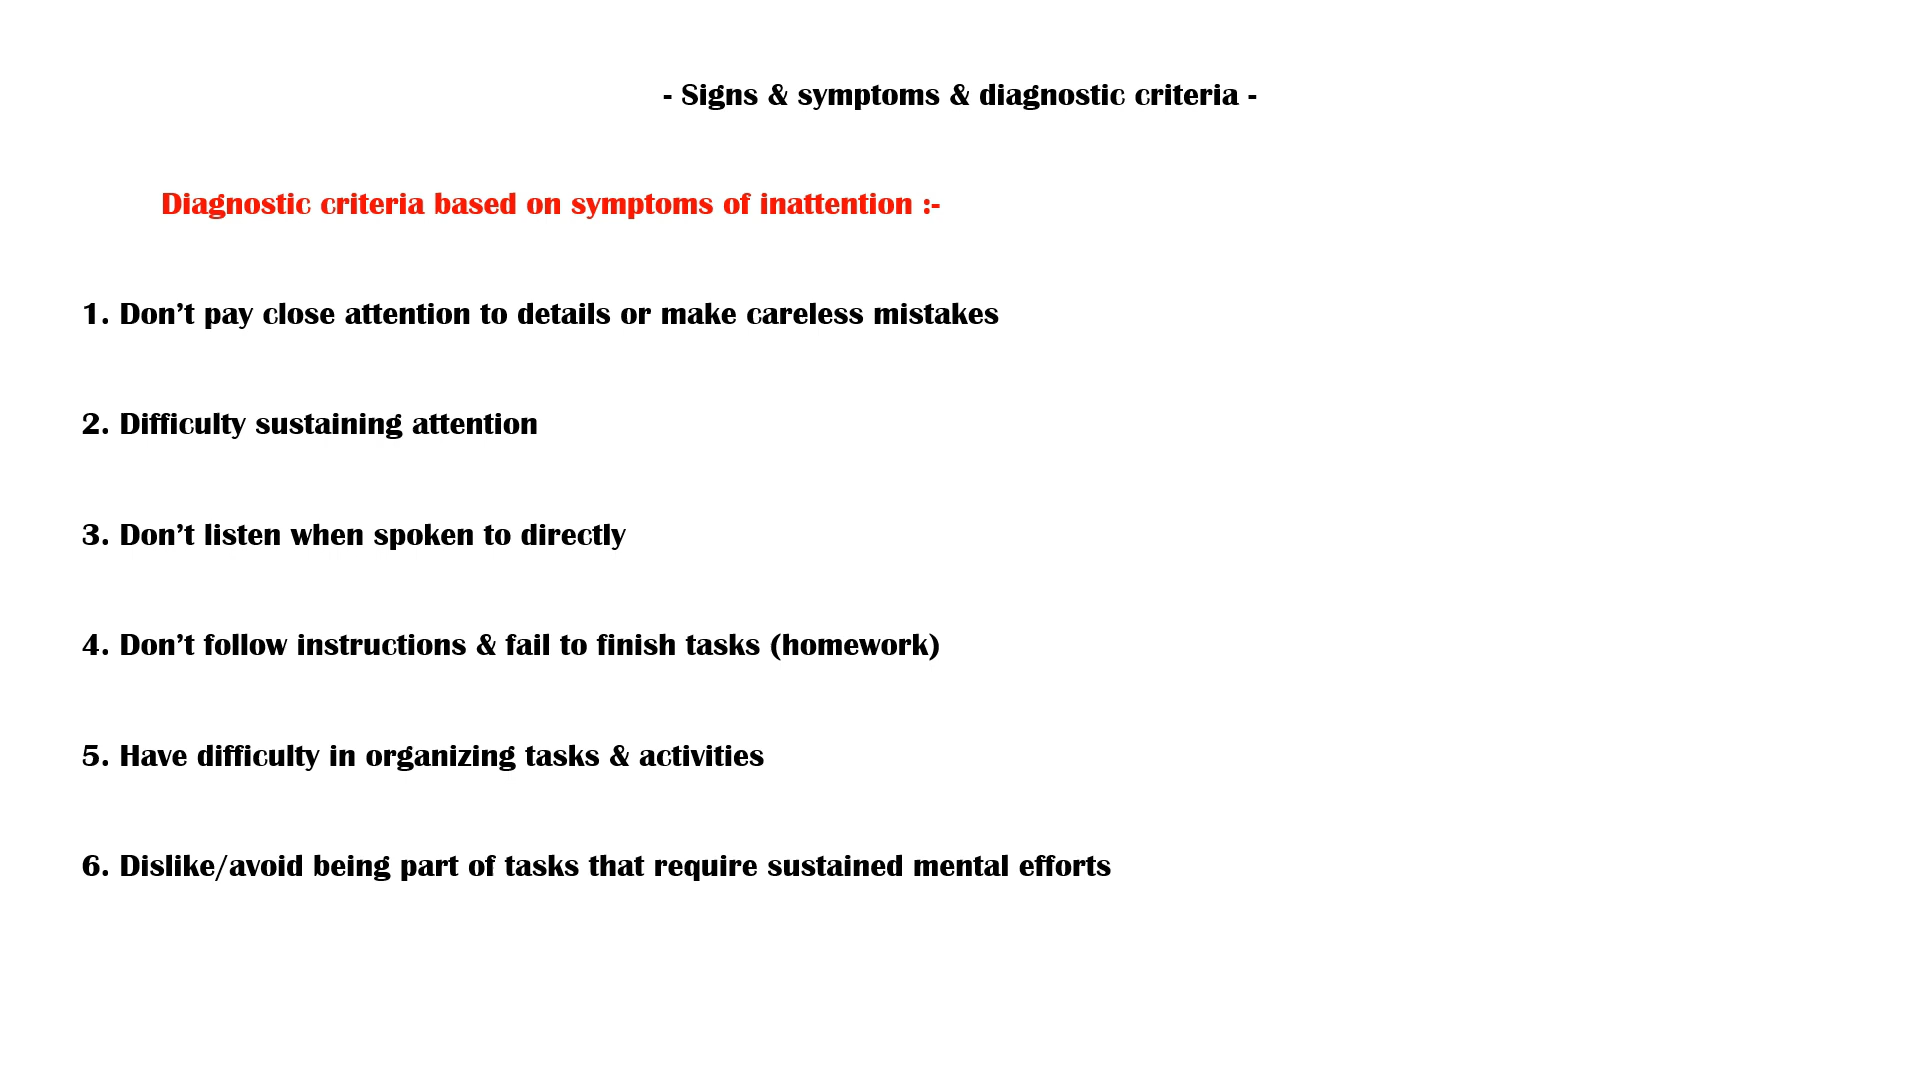 - Signs & symptoms & diagnostic criteria -
Diagnostic criteria based on symptoms of inattention :-
1. Don’t pay close attention to details or make careless mistakes
2. Difficulty sustaining attention
3. Don’t listen when spoken to directly
4. Don’t follow instructions & fail to finish tasks (homework)
5. Have difficulty in organizing tasks & activities
6. Dislike/avoid being part of tasks that require sustained mental efforts